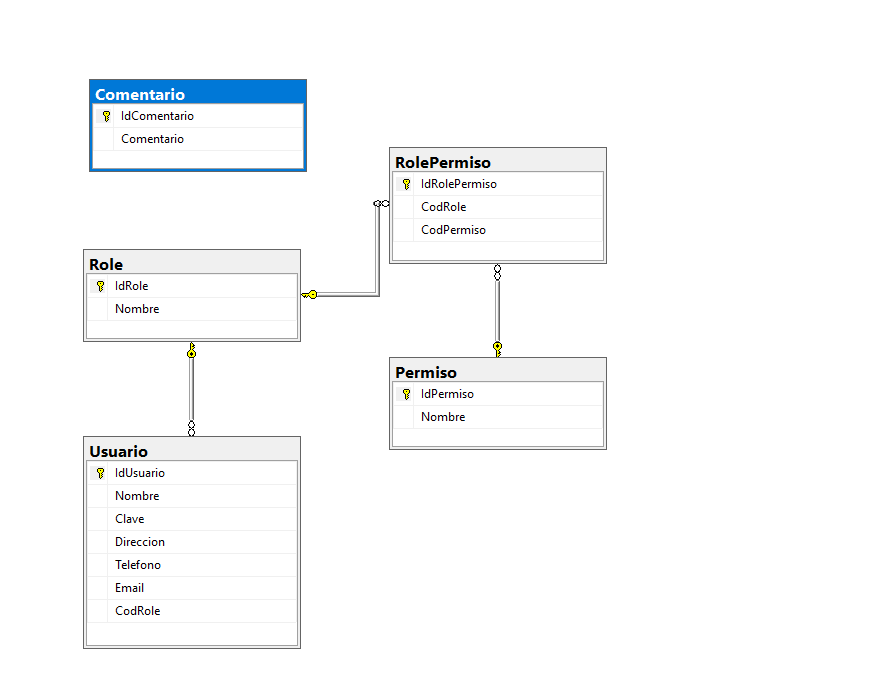 Comentario
IdComentario
Comentario
RolePermiso
IdRolePermiso
CodRole
CodPermiso
Role
IdRole
Nombre
Permiso
IdPermiso
Nombre
Usuario
IdUsuario
Nombre
Clave
Direccion
Telefono
Email
CodRole